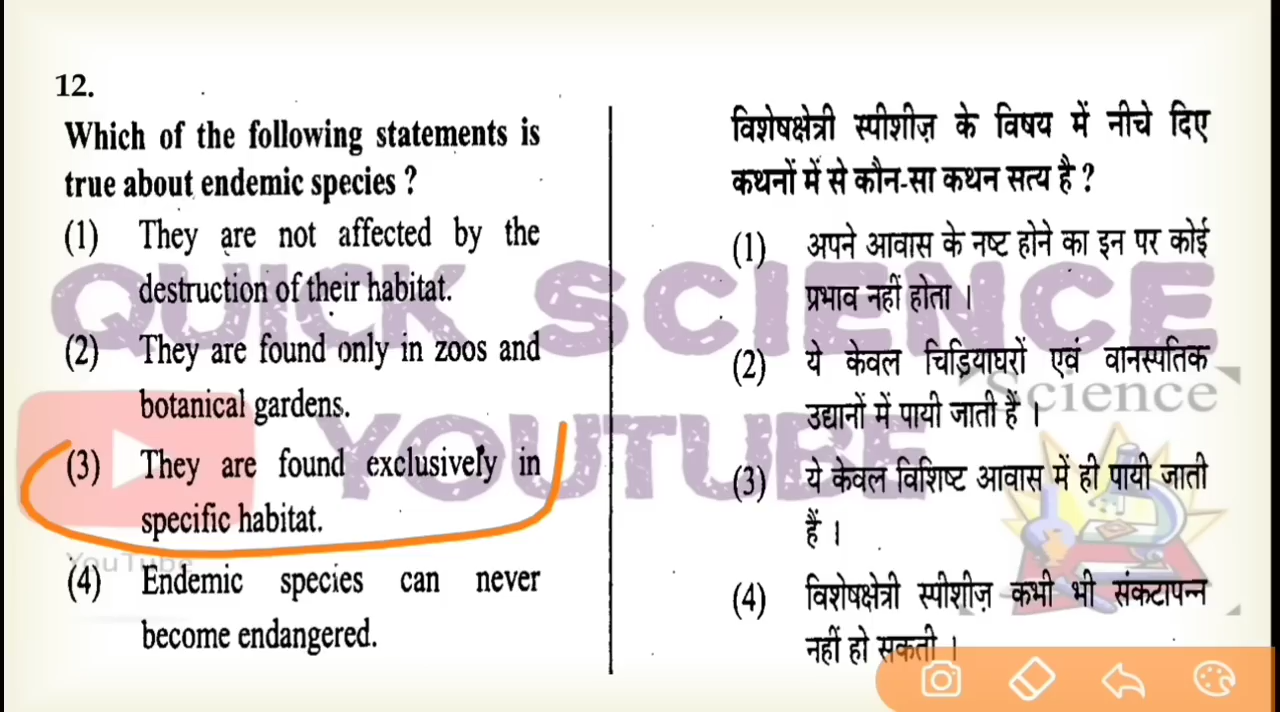 12.
Which of the following statements is
true about endemic species ?
(1) They are not affected by the
destruction of their habitat.
(2) They are found only in zoos and
botanical gardens.
(3) They are found exclusively in
specific habitat.
(4) Endemic species can never
become endangered.
विशेषक्षेत्री स्पीशीज़ के विषय में नीचे दिए
कथनों में से कौन-सा कथन सत्य है ?
(1) अपने आवास के नष्ट होने का इन पर कोई
प्रभाव नहीं होता ।
(2) ये केवल चिड़ियाघरों एवं वानस्पतिक
उद्यानों में पायी जाती हैं ।
(3) ये केवल विशिष्ट आवास में ही पायी जाती
हैं ।
(4) विशेषक्षेत्री स्पीशीज़ कभी भी संकटापन्न
नहीं हो सकती ।
QUICK SCIENCE
YOUTUBE
Science
YouTube